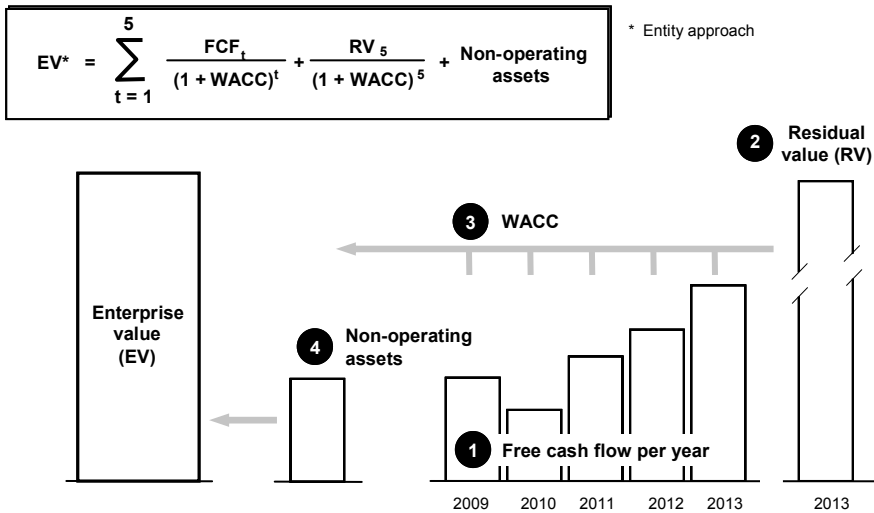 5
EV* = ∑ FCFt / (1 + WACC)^t + RV 5 / (1 + WACC)^5 + Non-operating assets
t = 1
* Entity approach
2 Residual
value (RV)
3 WACC
Enterprise
value
(EV)
4 Non-operating
assets
1 Free cash flow per year
2009 2010 2011 2012 2013 2013